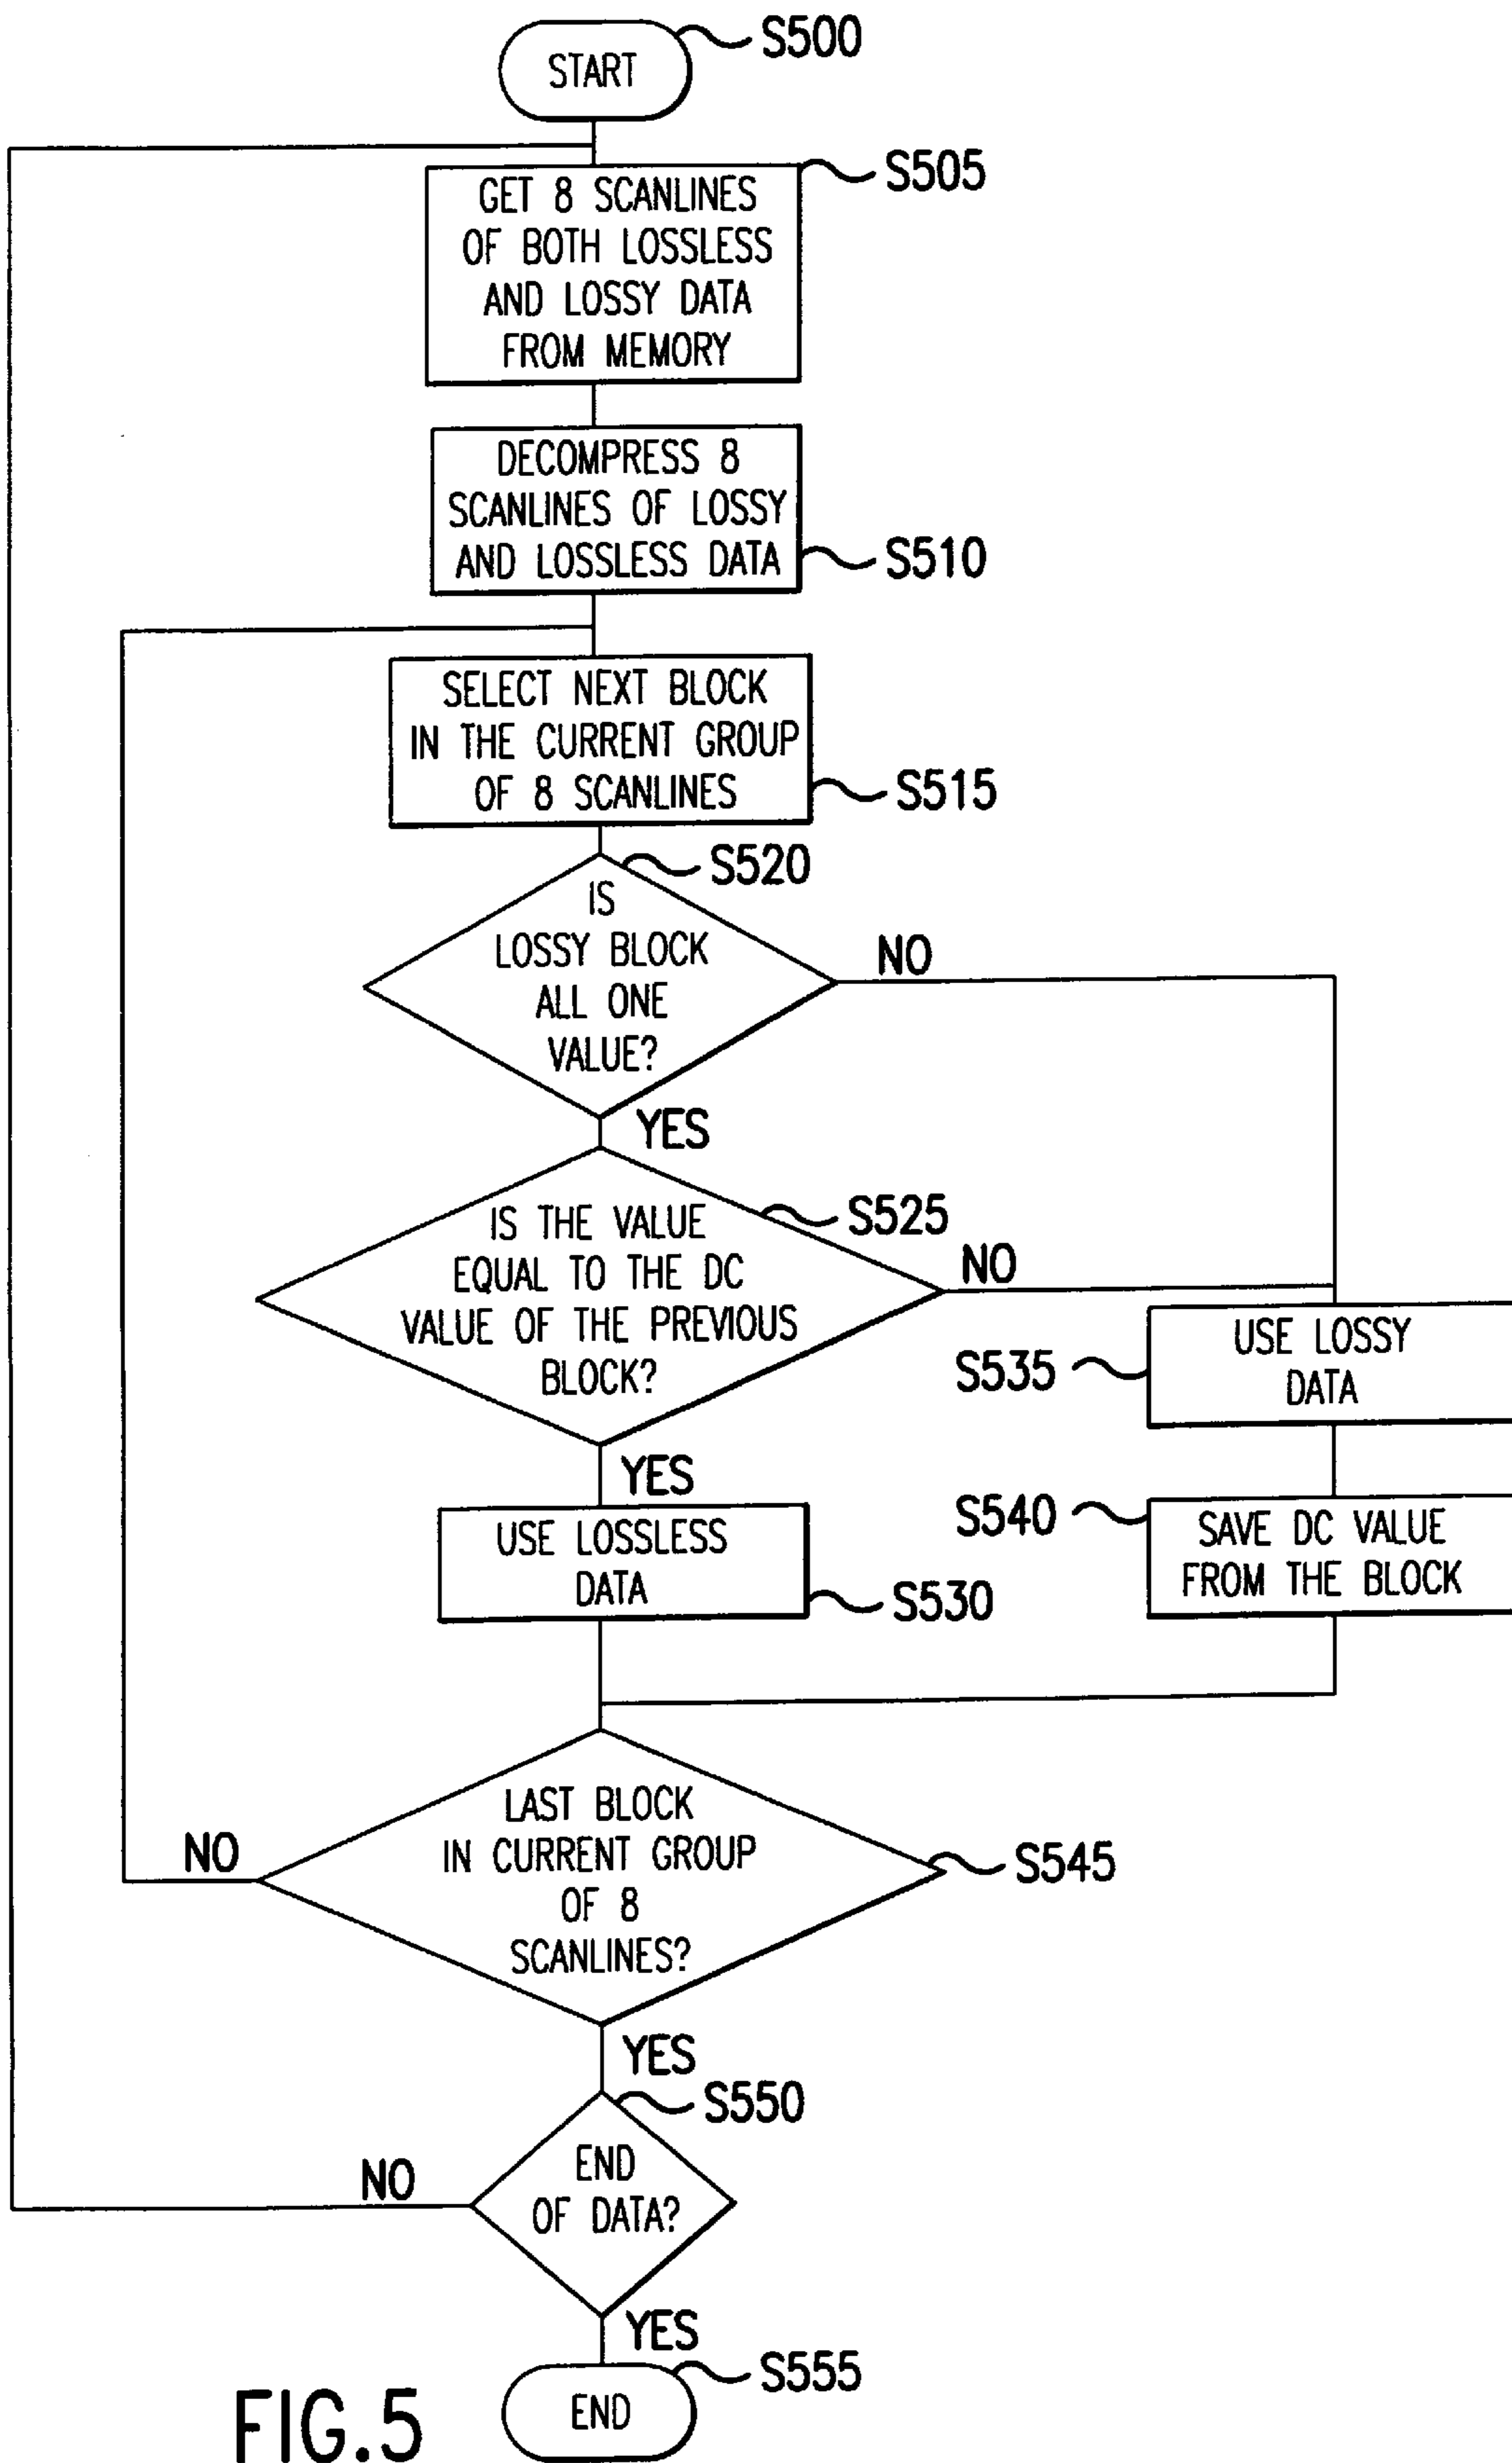 START
S500
GET 8 SCANLINES
OF BOTH LOSSLESS
AND LOSSY DATA
FROM MEMORY
S505
DECOMPRESS 8
SCANLINES OF LOSSY
AND LOSSLESS DATA
S510
SELECT NEXT BLOCK
IN THE CURRENT GROUP
OF 8 SCANLINES
S515
S520
IS
LOSSY BLOCK
ALL ONE
VALUE?
NO
YES
S525
IS THE VALUE
EQUAL TO THE DC
VALUE OF THE PREVIOUS
BLOCK?
NO
YES
S535
USE LOSSY
DATA
S540
SAVE DC VALUE
FROM THE BLOCK
USE LOSSLESS
DATA
S530
LAST BLOCK
IN CURRENT GROUP
OF 8
SCANLINES?
S545
NO
YES
S550
END
OF DATA?
NO
YES
END
S555
FIG.5